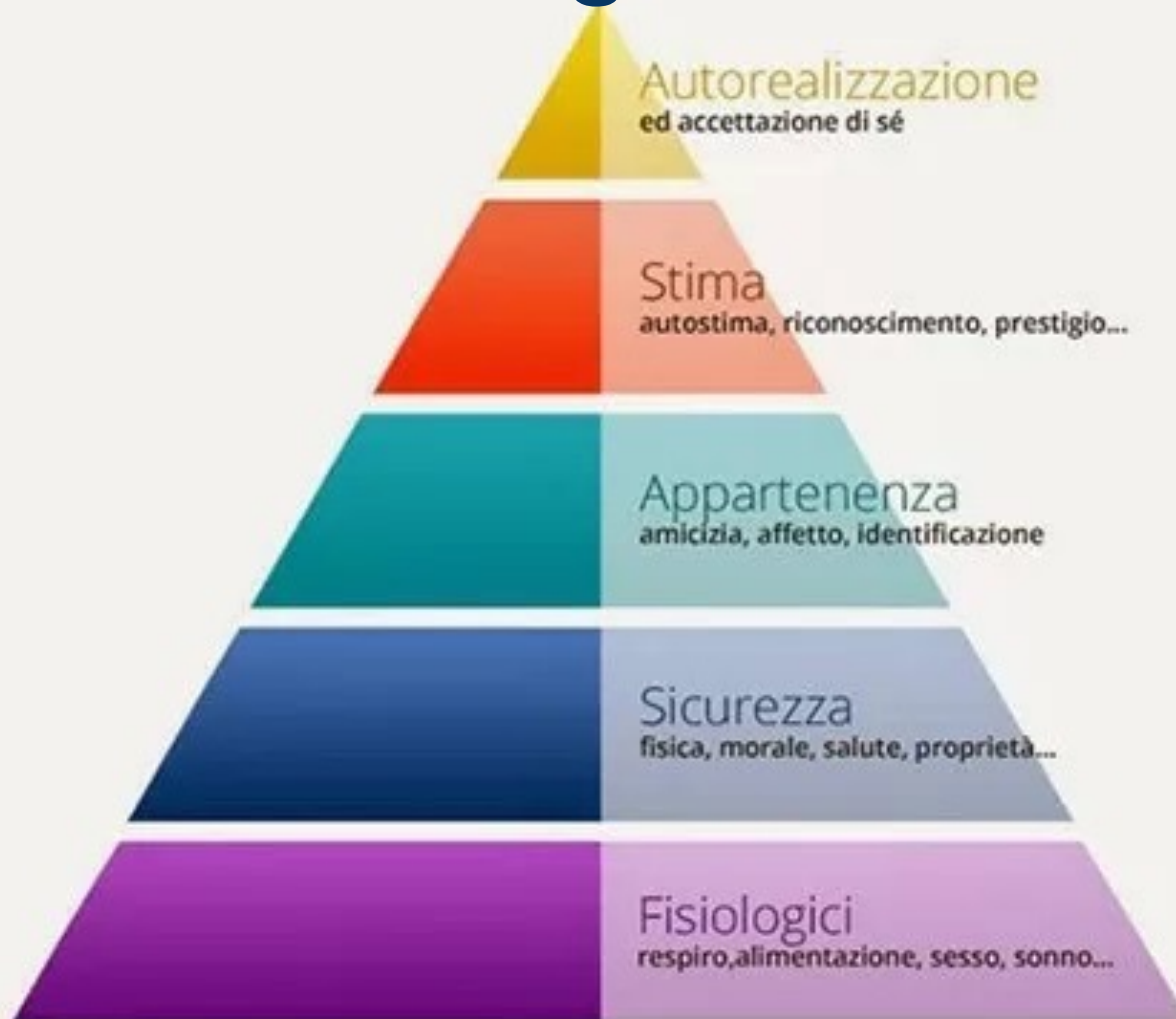 Autorealizzazione
ed accettazione di sé
Stima
autostima, riconoscimento, prestigio...
Appartenenza
amicizia, affetto, identificazione
Sicurezza
fisica, morale, salute, proprietà...
Fisiologici
respiro,alimentazione, sesso, sonno...